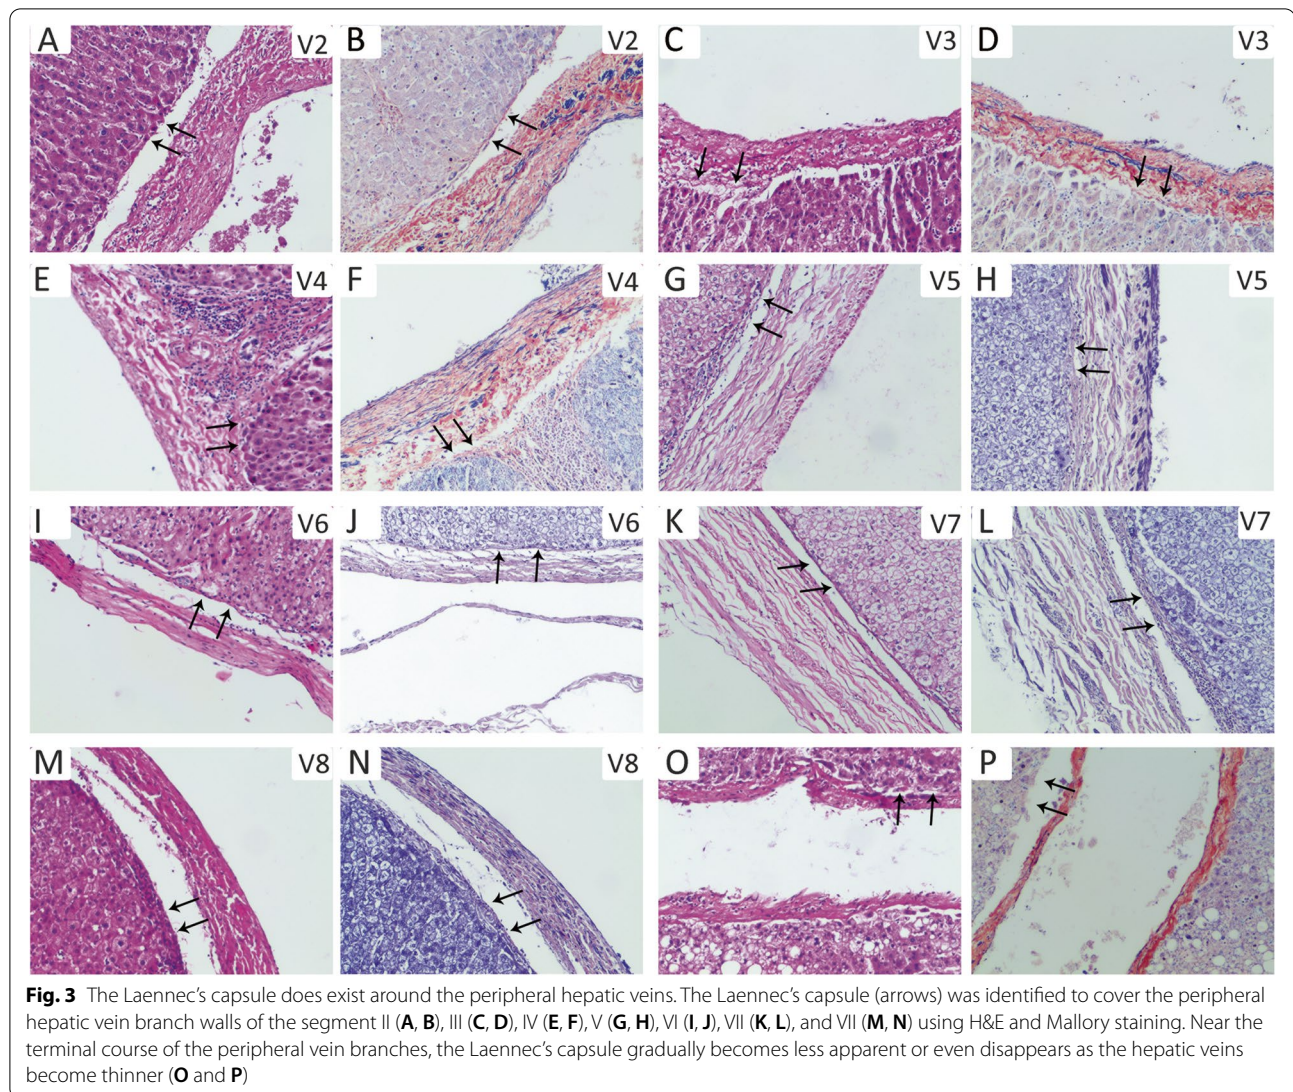 A V2 B V2 C V3 D V3
E V4 F V4 G V5 H V5
I V6 J V6 K V7 L V7
M V8 N V8 O P
Fig. 3 The Laennec's capsule does exist around the peripheral hepatic veins. The Laennec's capsule (arrows) was identified to cover the peripheral
hepatic vein branch walls of the segment II (A, B), III (C, D), IV (E, F), V (G, H), VI (I, J), VII (K, L), and VII (M, N) using H&E and Mallory staining. Near the
terminal course of the peripheral vein branches, the Laennec's capsule gradually becomes less apparent or even disappears as the hepatic veins
become thinner (O and P)